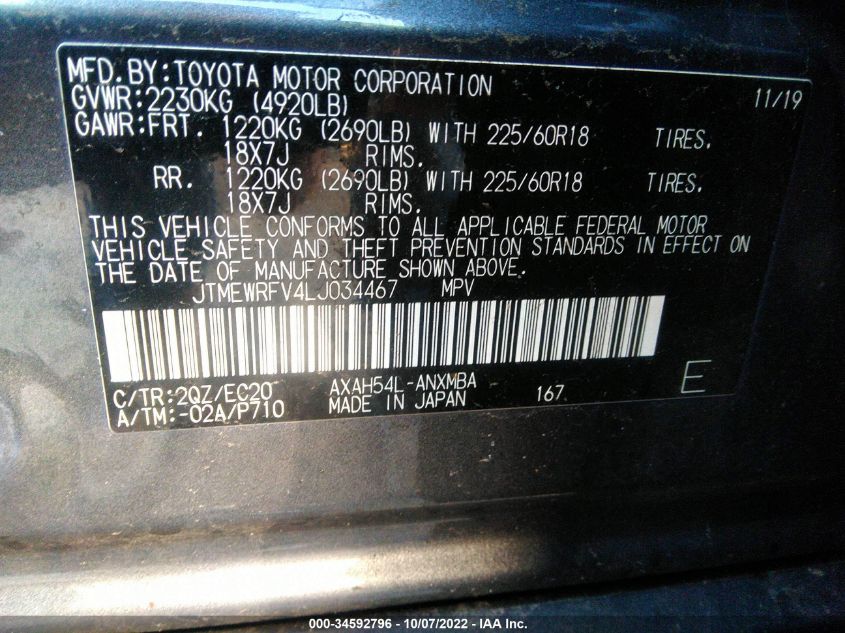 MFD.BY:TOYOTA MOTOR CORPORATION 11/19
GVWR:2230KG (4920LB)
GAWR:FRT. 1220KG (2690LB) WITH 225/60R18 TIRES.
18X7J RIMS.
RR. 1220KG (2690LB) WITH 225/60R18 TIRES.
18X7J RIMS.
THIS VEHICLE CONFORMS TO ALL APPLICABLE FEDERAL MOTOR
VEHICLE SAFETY AND THEFT PREVENTION STANDARDS IN EFFECT ON
THE DATE OF MANUFACTURE SHOWN ABOVE.
JTMEWRFV4LJ034467 MPV
C/TR:2QZ/EC20 AXAH54L-ANXMBA E
A/TM:-02A/P710 MADE IN JAPAN 167
000-34592796 - 10/07/2022 - IAA Inc.